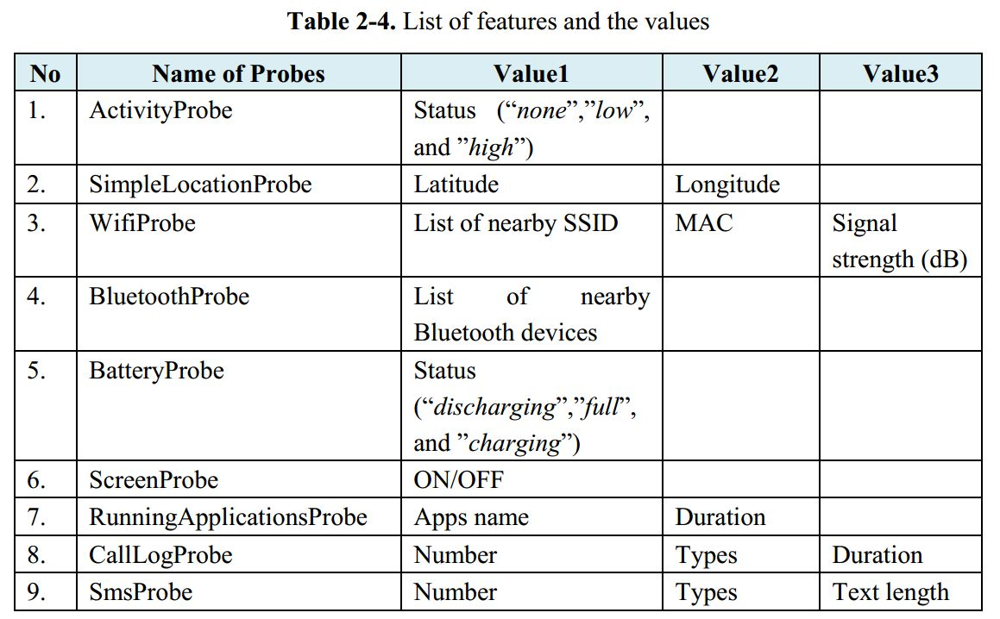 Table 2-4. List of features and the values
No Name of Probes Value1 Value2 Value3
1. ActivityProbe Status (“none”,”low”,
and ”high”)
2. SimpleLocationProbe Latitude Longitude
3. WifiProbe List of nearby SSID MAC Signal
strength (dB)
4. BluetoothProbe List of nearby
Bluetooth devices
5. BatteryProbe Status
(“discharging”,”full”,
and ”charging”)
6. ScreenProbe ON/OFF
7. RunningApplicationsProbe Apps name Duration
8. CallLogProbe Number Types Duration
9. SmsProbe Number Types Text length